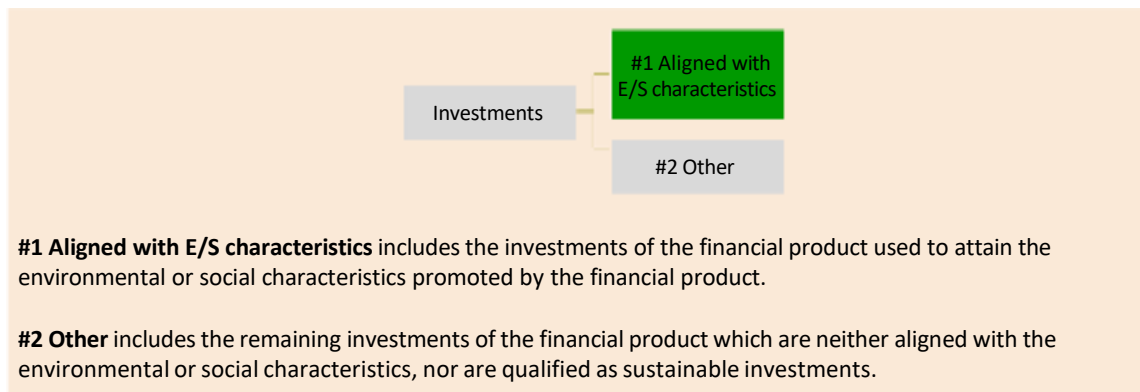 #1 Aligned with
E/S characteristics
Investments
#2 Other
#1 Aligned with E/S characteristics includes the investments of the financial product used to attain the
environmental or social characteristics promoted by the financial product.
#2 Other includes the remaining investments of the financial product which are neither aligned with the
environmental or social characteristics, nor are qualified as sustainable investments.